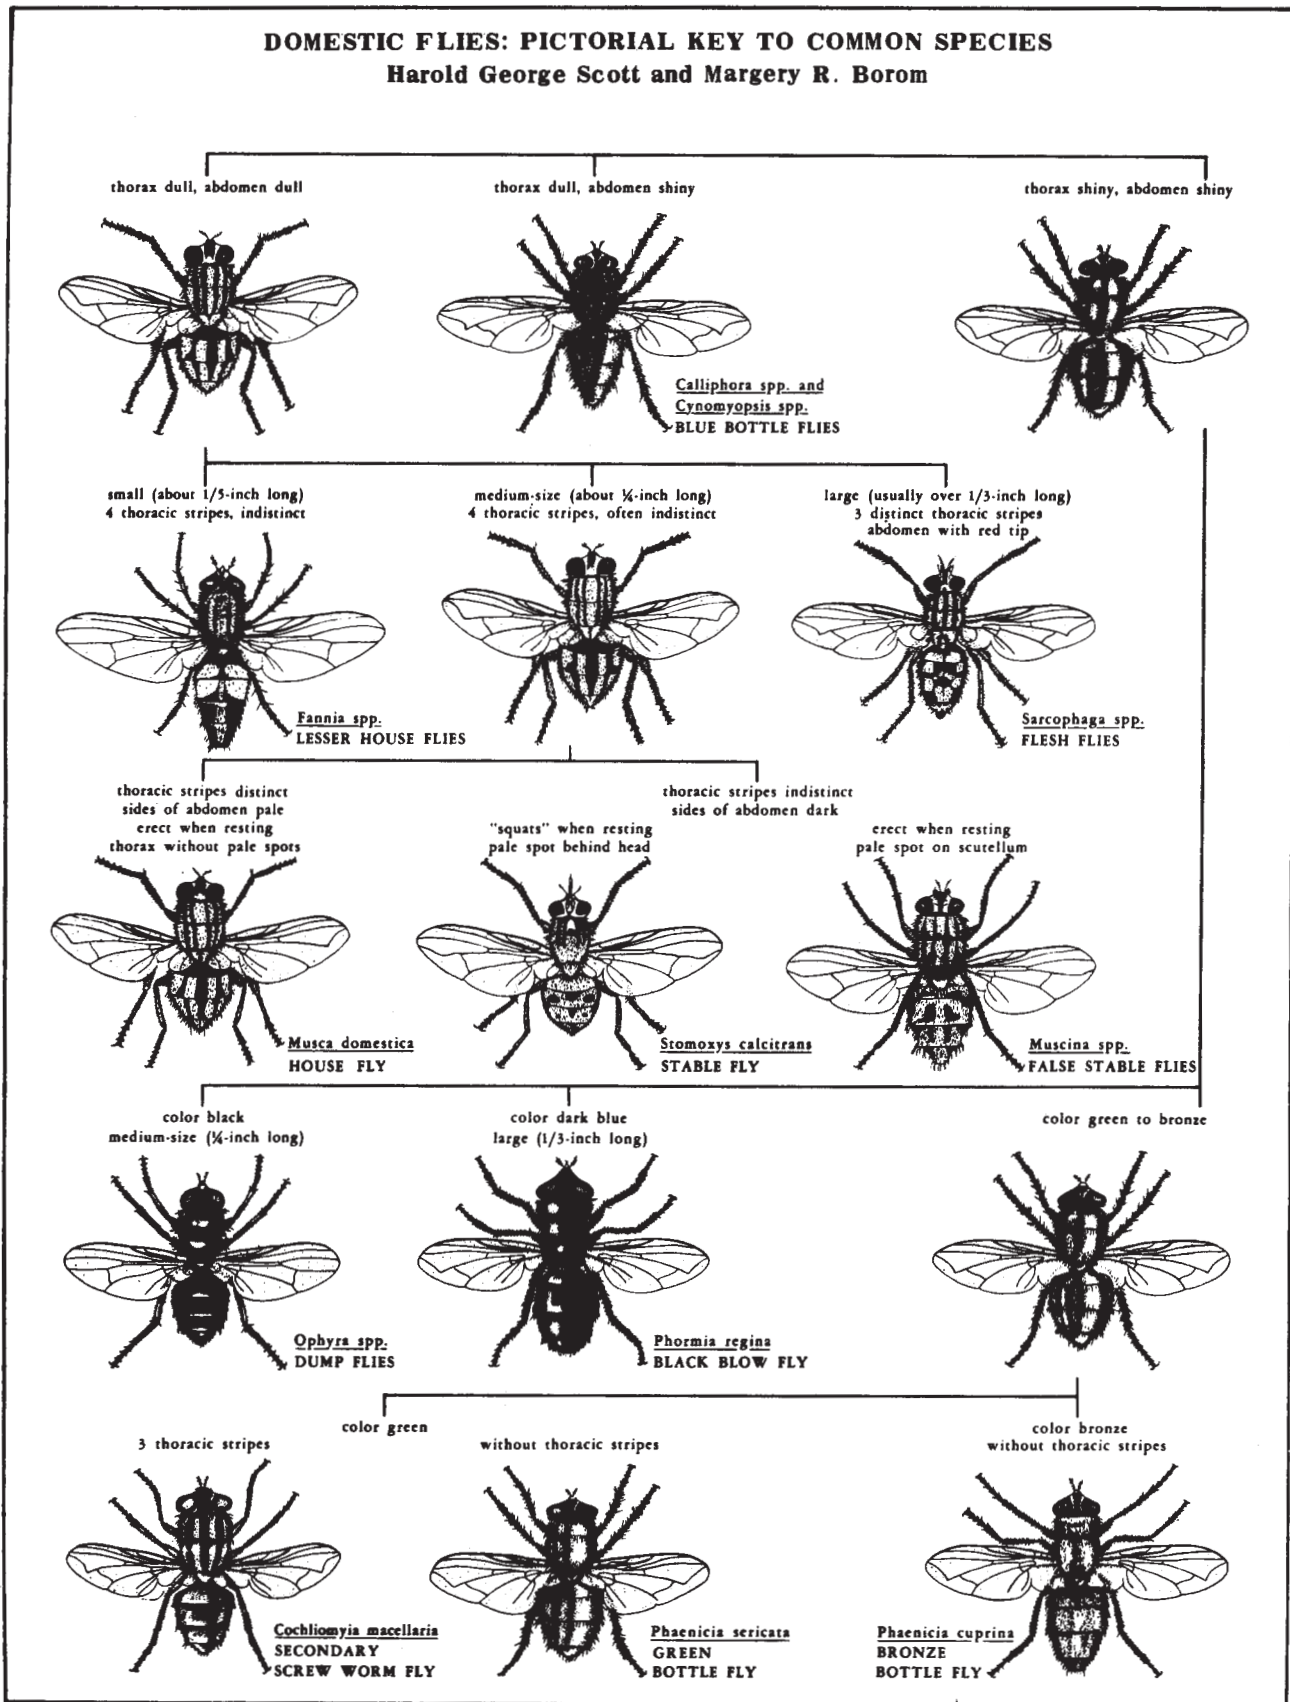 DOMESTIC FLIES: PICTORIAL KEY TO COMMON SPECIES
Harold George Scott and Margery R. Borom
thorax dull, abdomen dull
thorax dull, abdomen shiny
thorax shiny, abdomen shiny
Calliphora spp. and
Cynomyopsis spp.
BLUE BOTTLE FLIES
small (about 1/5-inch long)
4 thoracic stripes, indistinct
medium-size (about ¼-inch long)
4 thoracic stripes, often indistinct
large (usually over 1/3-inch long)
3 distinct thoracic stripes
abdomen with red tip
Fannia spp.
LESSER HOUSE FLIES
Sarcophaga spp.
FLESH FLIES
thoracic stripes distinct
sides of abdomen pale
erect when resting
thorax without pale spots
thoracic stripes indistinct
sides of abdomen dark
"squats" when resting
pale spot behind head
erect when resting
pale spot on scutellum
Musca domestica
HOUSE FLY
Stomoxys calcitrans
STABLE FLY
Muscina spp.
FALSE STABLE FLIES
color black
medium-size (¼-inch long)
color dark blue
large (1/3-inch long)
color green to bronze
Ophyra spp.
DUMP FLIES
Phormia regina
BLACK BLOW FLY
color green
3 thoracic stripes
without thoracic stripes
color bronze
without thoracic stripes
Cochliomyia macellaria
SECONDARY
SCREW WORM FLY
Phaenicia sericata
GREEN
BOTTLE FLY
Phaenicia cuprina
BRONZE
BOTTLE FLY